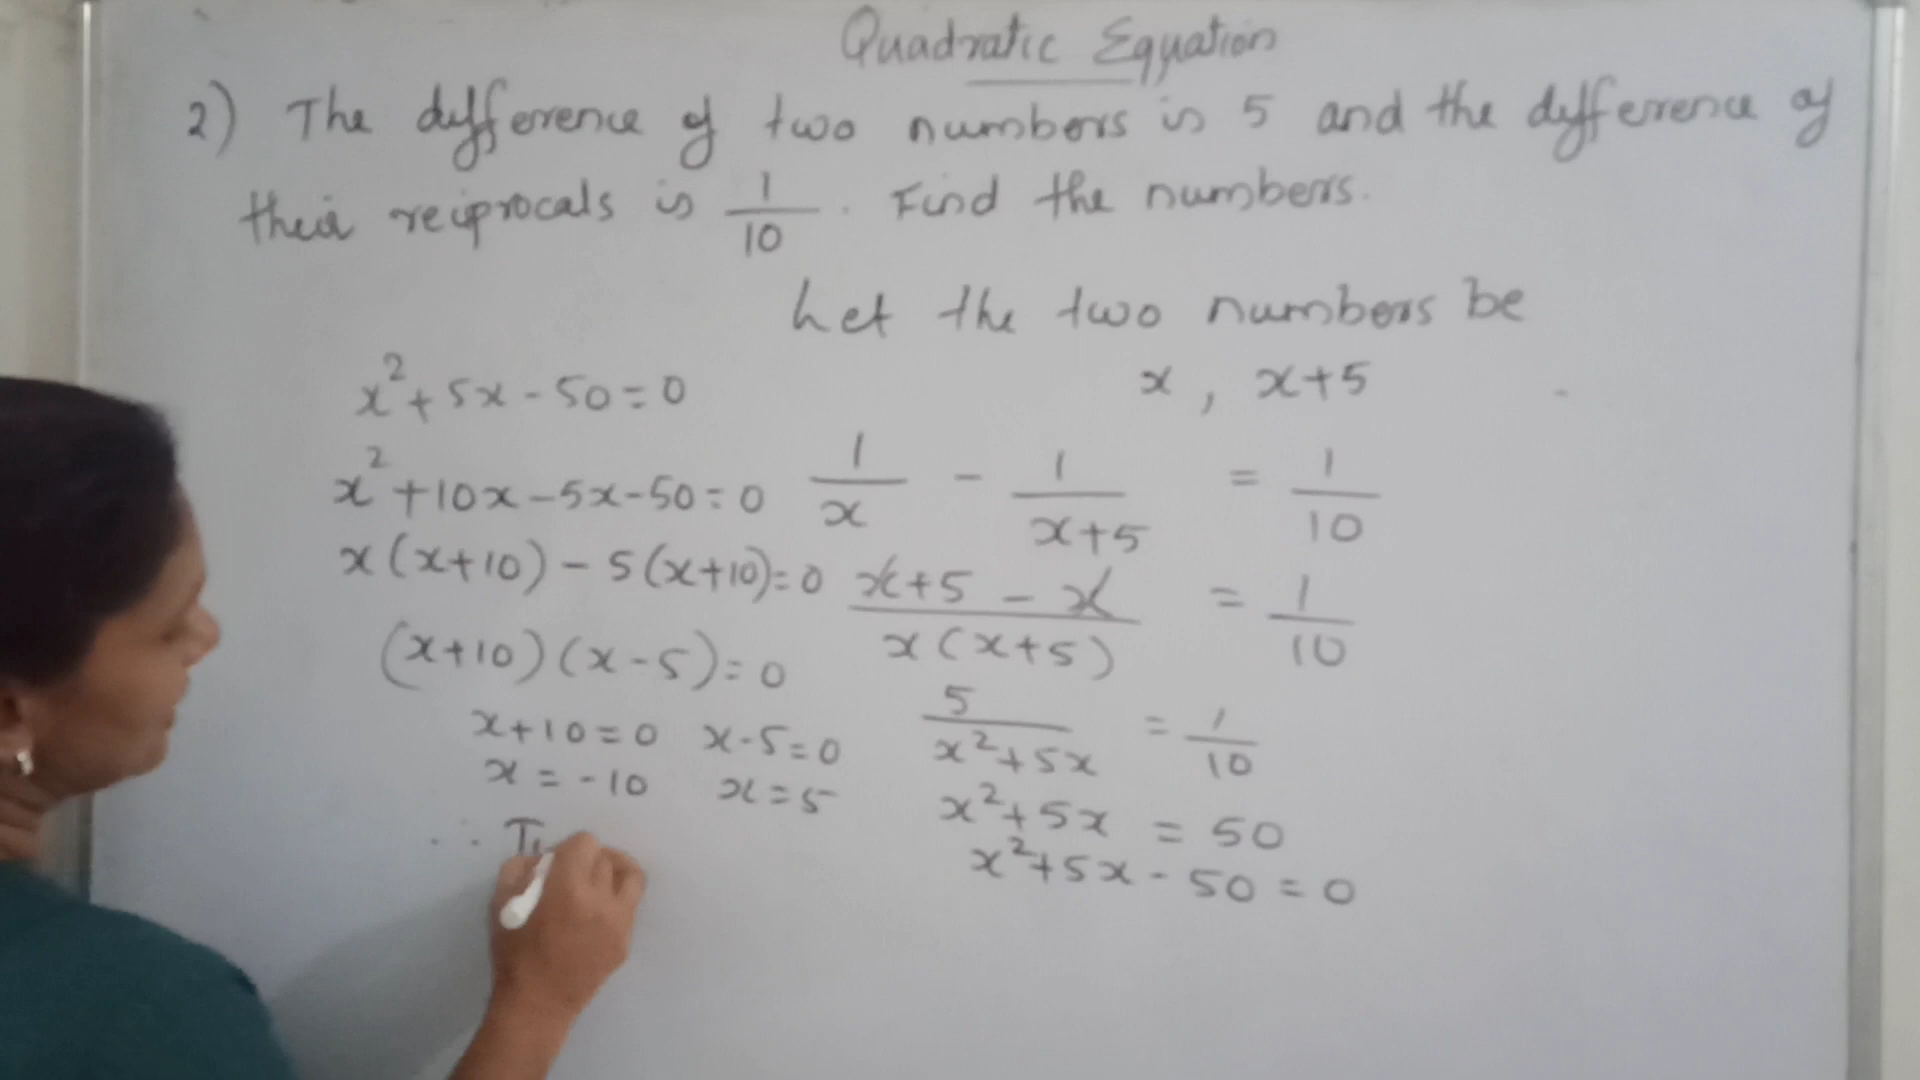 Quadratic Equation
2) The difference of two numbers is 5 and the difference of
their reciprocals is 1/10. Find the numbers.
Let the two numbers be
x , x+5
1/x - 1/(x+5) = 1/10
(x+5 - x)/(x(x+5)) = 1/10
5/(x²+5x) = 1/10
x²+5x = 50
x²+5x - 50 = 0
x²+5x-50=0
x²+10x-5x-50=0
x(x+10)-5(x+10)=0
(x+10)(x-5)=0
x+10=0 x-5=0
x=-10 x=5
∴